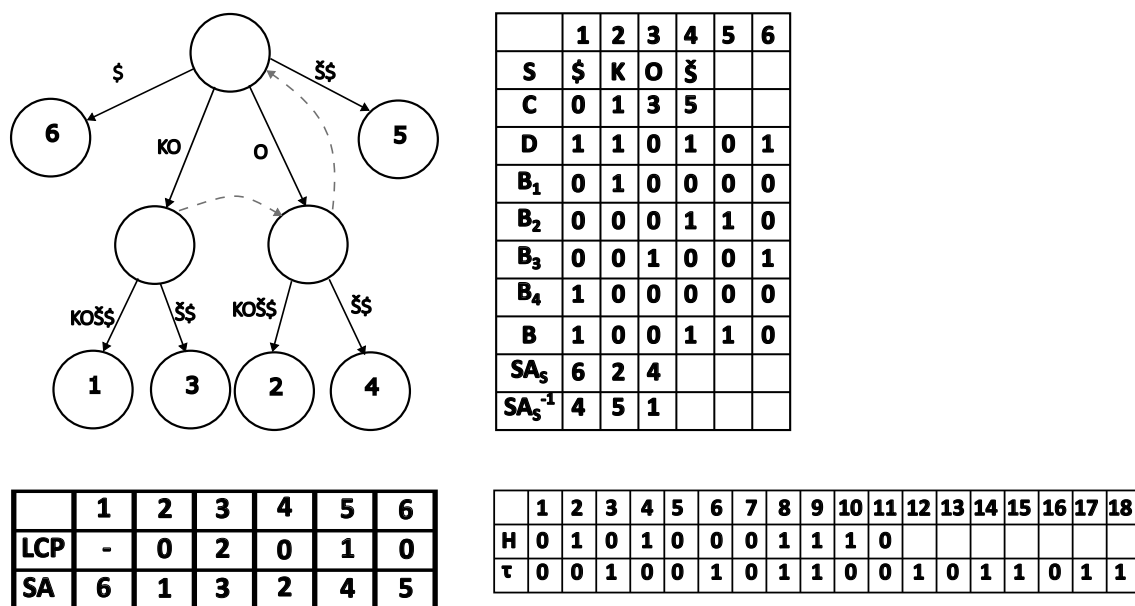 $
Š$
6
5
KO
O
KOŠ$
Š$
KOŠ$
Š$
1
3
2
4
1 2 3 4 5 6
S $ K O Š
C 0 1 3 5
D 1 1 0 1 0 1
B1 0 1 0 0 0 0
B2 0 0 0 1 1 0
B3 0 0 1 0 0 1
B4 1 0 0 0 0 0
B 1 0 0 1 1 0
SAS 6 2 4
SAS-1 4 5 1
1 2 3 4 5 6
LCP - 0 2 0 1 0
SA 6 1 3 2 4 5
1 2 3 4 5 6 7 8 9 10 11 12 13 14 15 16 17 18
H 0 1 0 1 0 0 0 1 1 1 0
τ 0 0 1 0 0 1 0 1 1 0 0 1 0 1 1 0 1 1